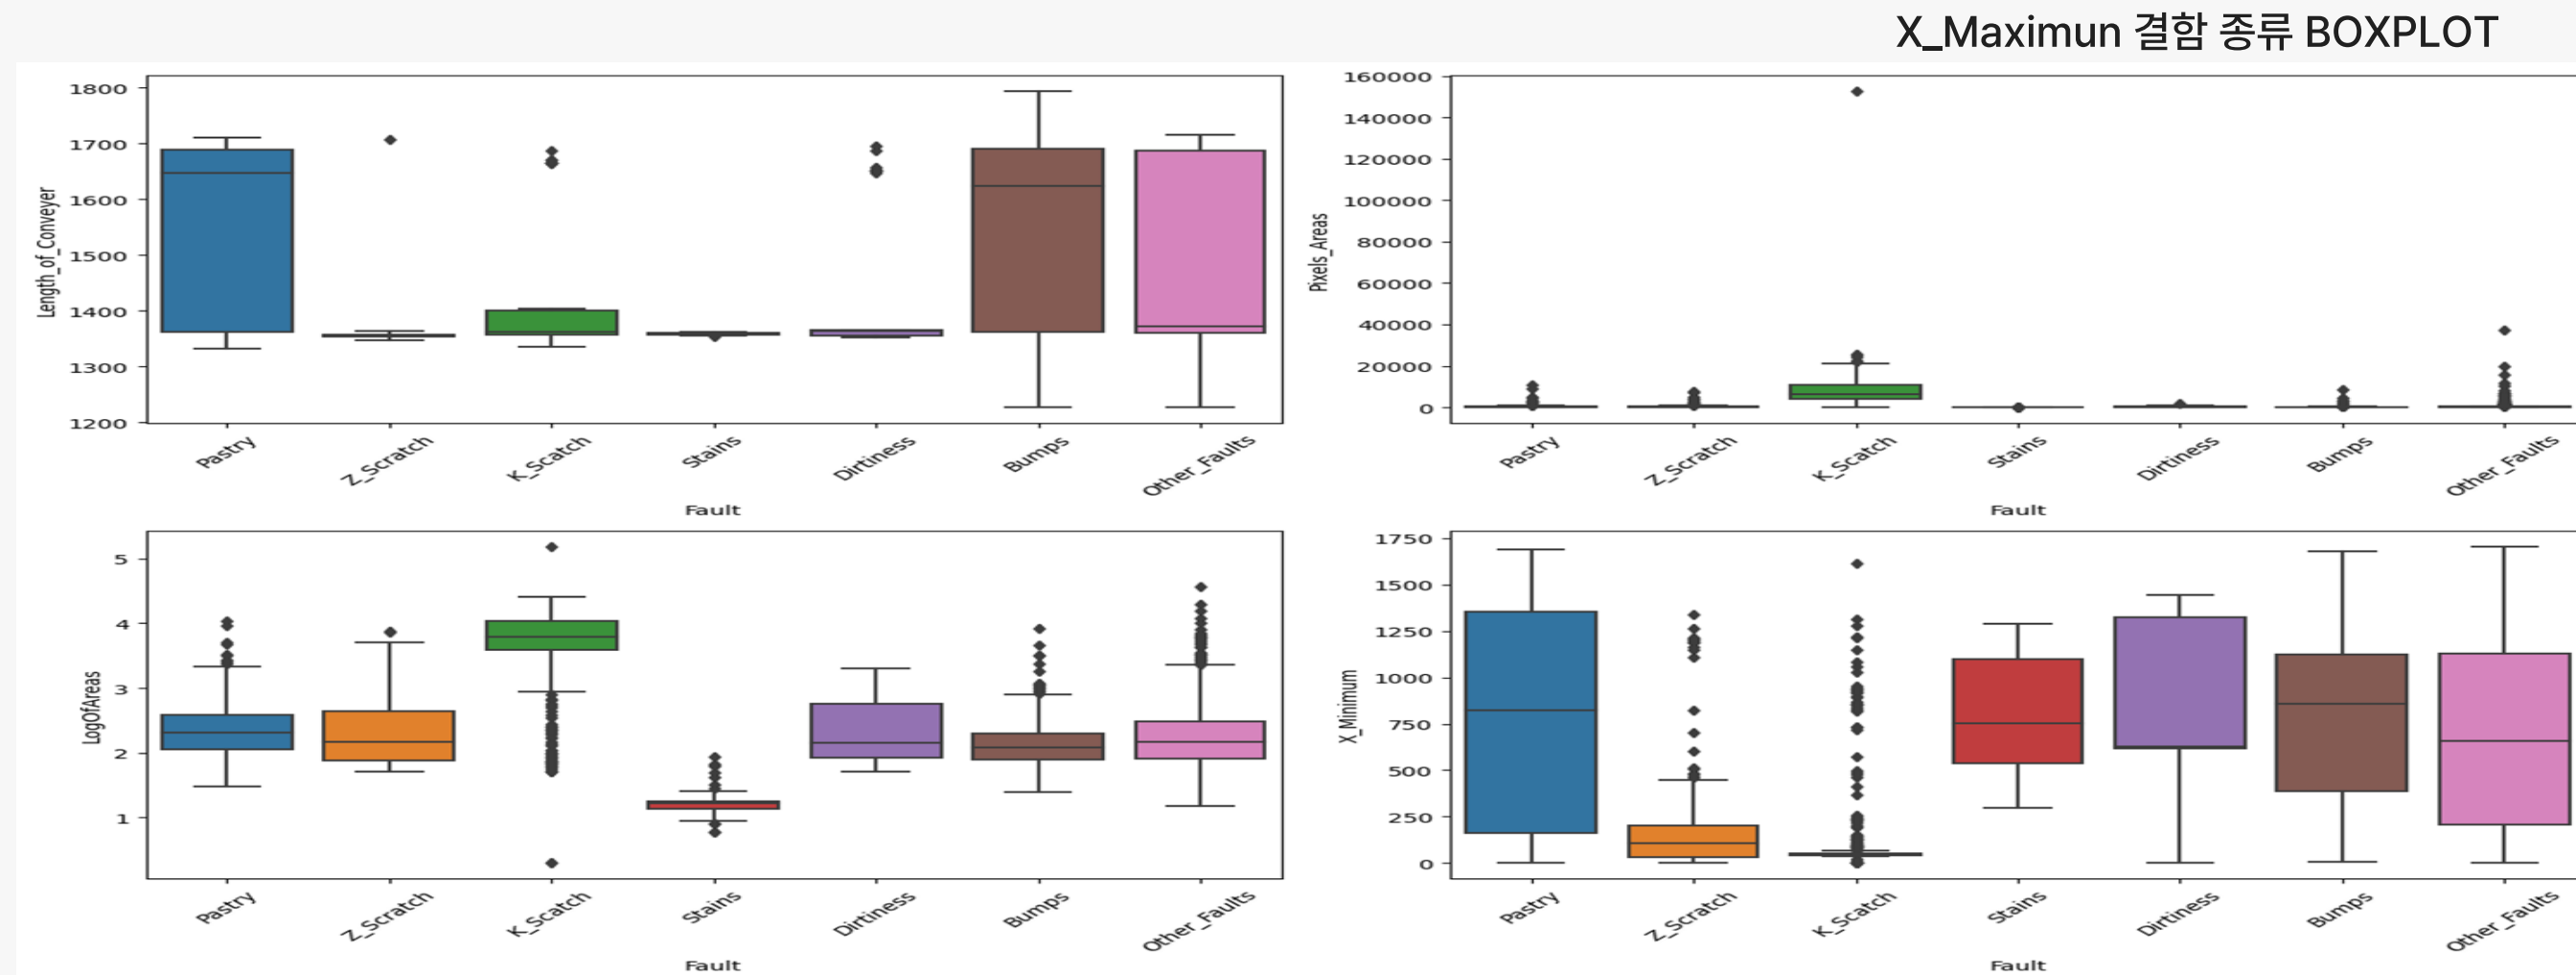 X_Maximun 결함 종류 BOXPLOT
Length_of_Conveyer
1800
1700
1600
1500
1400
1300
1200
Pastry
Z_Scratch
K_Scatch
Stains
Dirtiness
Bumps
Other_Faults
Fault
Pixels_Areas
160000
140000
120000
100000
80000
60000
40000
20000
0
Pastry
Z_Scratch
K_Scatch
Stains
Dirtiness
Bumps
Other_Faults
Fault
LogOfAreas
5
4
3
2
1
Pastry
Z_Scratch
K_Scatch
Stains
Dirtiness
Bumps
Other_Faults
Fault
X_Minimum
1750
1500
1250
1000
750
500
250
0
Pastry
Z_Scratch
K_Scatch
Stains
Dirtiness
Bumps
Other_Faults
Fault